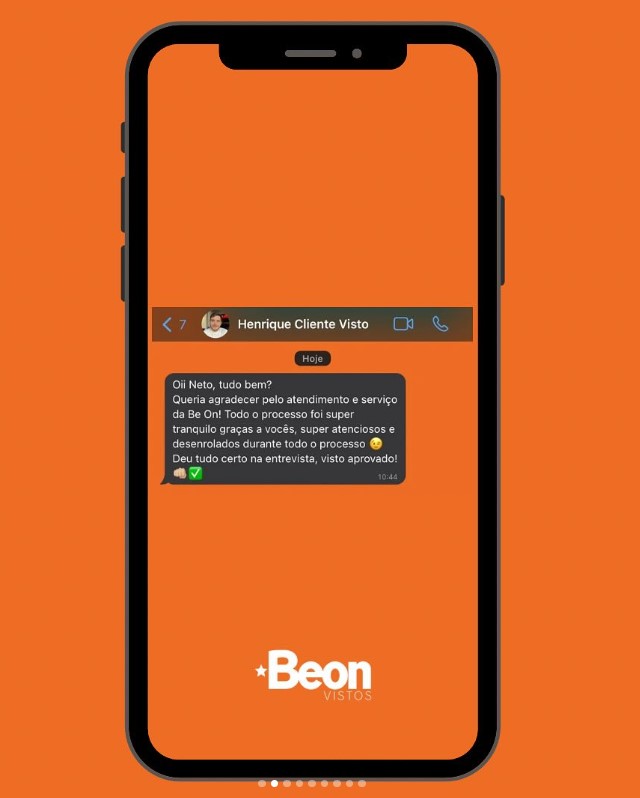 7 Henrique Cliente Visto
Hoje
Oii Neto, tudo bem?
Queria agradecer pelo atendimento e serviço
da Be On! Todo o processo foi super
tranquilo graças a vocês, super atenciosos e
desenrolados durante todo o processo 😉
Deu tudo certo na entrevista, visto aprovado!
👊🏼✅ 10:44
Beon
VISTOS